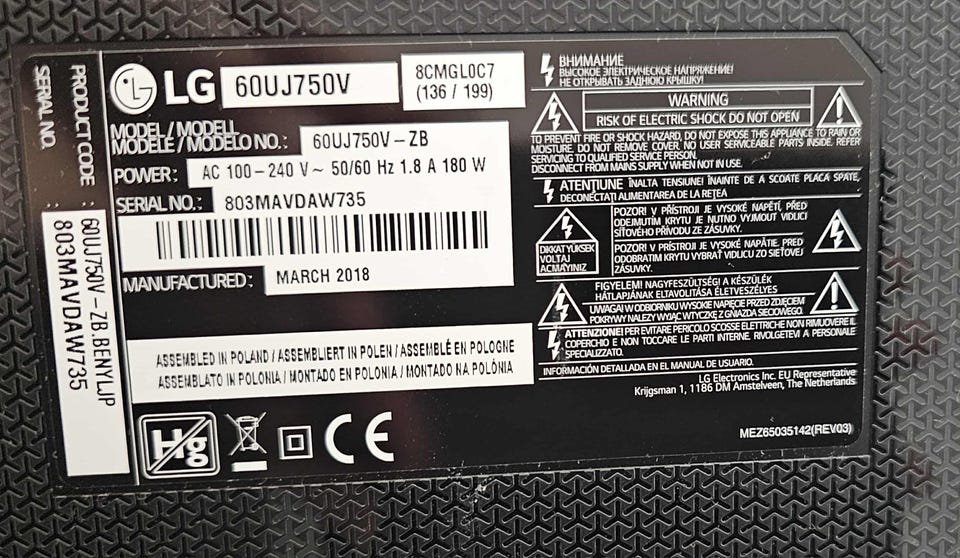 PRODUCT CODE : 60UJ750V-ZB.BENYLJP
SERIAL NO. : 803MAVDAW735
LG 60UJ750V
8CMGL0C7
(136 / 199)
MODEL / MODELL
MODÈLE / MODELO NO. : 60UJ750V-ZB
POWER : AC 100-240 V~ 50/60 Hz 1.8 A 180 W
SERIAL NO. : 803MAVDAW735
MANUFACTURED : MARCH 2018
ASSEMBLED IN POLAND / ASSEMBLIERT IN POLEN / ASSEMBLÉ EN POLOGNE
ASSEMBLATO IN POLONIA / MONTADO EN POLONIA / MONTADO NA POLÓNIA
Hg
CE
ВНИМАНИЕ
ВЫСОКОЕ ЭЛЕКТРИЧЕСКОЕ НАПРЯЖЕНИЕ!
НЕ ОТКРЫВАТЬ ЗАДНЮЮ КРЫШКУ!
WARNING
RISK OF ELECTRIC SHOCK DO NOT OPEN
TO PREVENT FIRE OR SHOCK HAZARD, DO NOT EXPOSE THIS APPLIANCE TO RAIN OR
MOISTURE. DO NOT REMOVE COVER. NO USER SERVICEABLE PARTS INSIDE. REFER
SERVICING TO QUALIFIED SERVICE PERSON.
DISCONNECT FROM MAINS SUPPLY WHEN NOT IN USE.
ATENŢIUNE ÎNALTA TENSIUNE! ÎNAINTE DE A SCOATE PLACA SPATE,
DECONECTAŢI ALIMENTAREA DE LA REŢEA
DIKKAT YÜKSEK
VOLTAJ
AÇMAYINIZ
POZOR! V PŘÍSTROJI JE VYSOKÉ NAPĚTÍ, PŘED
ODEJMUTÍM KRYTU JE NUTNO VYJMOUT VIDLICI
SÍŤOVÉHO PŘÍVODU ZE ZÁSUVKY.
POZOR! V PRÍSTROJI JE VYSOKÉ NAPÄTIE. PRED
ODOBRATÍM KRYTU VYBRAŤ VIDLICU ZO SIEŤOVEJ
ZÁSUVKY.
FIGYELEM! NAGYFESZÜLTSÉG! A KÉSZÜLÉK
HÁTLAPJÁNAK ELTÁVOLÍTÁSA ÉLETVESZÉLYES
UWAGA! W ODBIORNIKU WYSOKIE NAPIĘCIE PRZED ZDJĘCIEM
POKRYWY NALEŻY WYJĄĆ WTYCZKĘ Z GNIAZDA SIECIOWEGO.
ATTENZIONE! PER EVITARE PERICOLO SCOSSE ELETTRICHE NON RIMUOVERE IL
COPERCHIO E NON TOCCARE LE PARTI INTERNE. RIVOLGETEVI A PERSONALE
SPECIALIZZATO.
INFORMACIÓN DETALLADA EN EL MANUAL DE USUARIO.
LG Electronics Inc. EU Representative
Krijgsman 1, 1186 DM Amstelveen, The Netherlands
MEZ65035142(REV03)